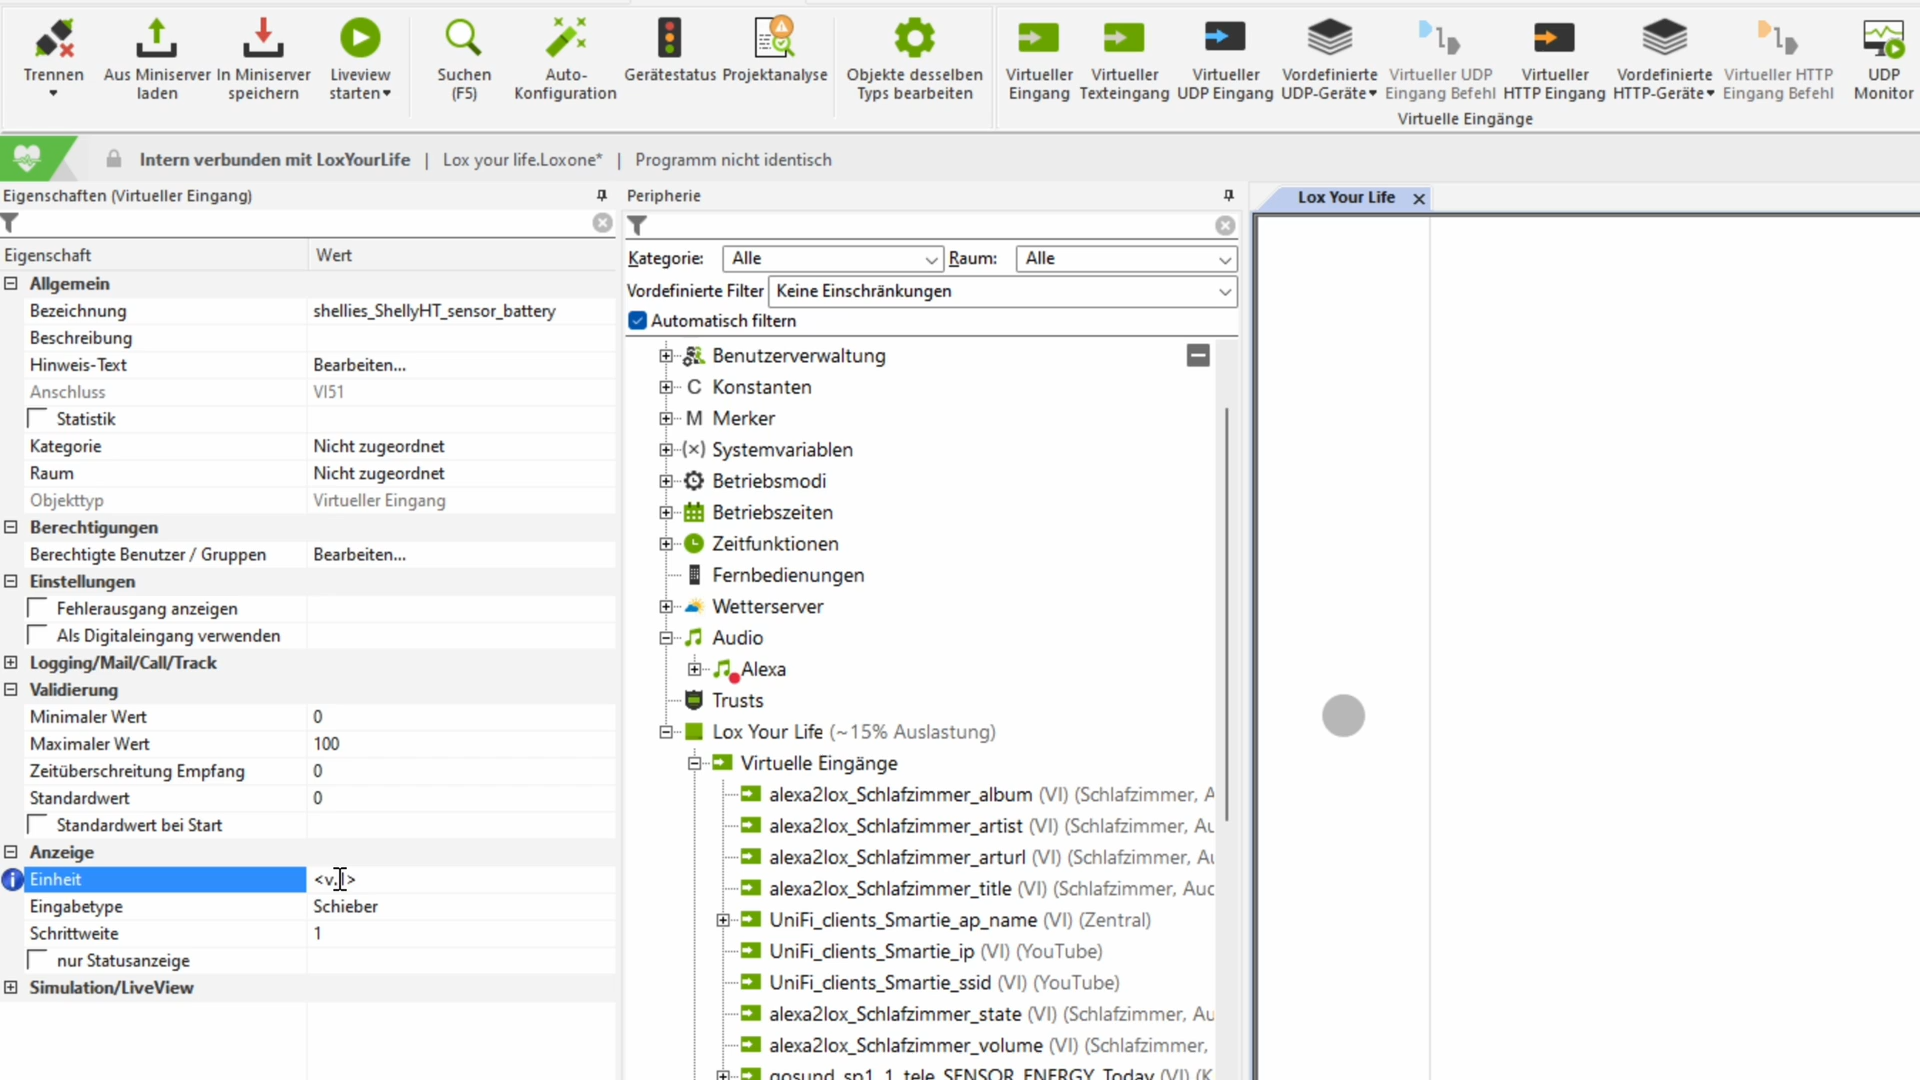 Trennen
Aus Miniserver laden
In Miniserver speichern
Liveview starten
Suchen (F5)
Auto-Konfiguration
Gerätestatus
Projektanalyse
Objekte desselben Typs bearbeiten
Virtueller Eingang
Virtueller Texteingang
Virtueller UDP Eingang
Vordefinierte UDP-Geräte
Virtueller UDP Eingang Befehl
Virtueller HTTP Eingang
Vordefinierte HTTP-Geräte
Virtueller HTTP Eingang Befehl
UDP Monitor
Virtuelle Eingänge
Intern verbunden mit LoxYourLife | Lox your life.Loxone* | Programm nicht identisch
Eigenschaften (Virtueller Eingang)
Eigenschaft Wert
Allgemein
Bezeichnung shellies_ShellyHT_sensor_battery
Beschreibung
Hinweis-Text Bearbeiten...
Anschluss VI51
Statistik
Kategorie Nicht zugeordnet
Raum Nicht zugeordnet
Objekttyp Virtueller Eingang
Berechtigungen
Berechtigte Benutzer / Gruppen Bearbeiten...
Einstellungen
Fehlerausgang anzeigen
Als Digitaleingang verwenden
Logging/Mail/Call/Track
Validierung
Minimaler Wert 0
Maximaler Wert 100
Zeitüberschreitung Empfang 0
Standardwert 0
Standardwert bei Start
Anzeige
Einheit
Eingabetype Schieber
Schrittweite 1
nur Statusanzeige
Simulation/LiveView
Peripherie
Kategorie: Alle Raum: Alle
Vordefinierte Filter Keine Einschränkungen
Automatisch filtern
Benutzerverwaltung
C Konstanten
M Merker
(x) Systemvariablen
Betriebsmodi
Betriebszeiten
Zeitfunktionen
Fernbedienungen
Wetterserver
Audio
Alexa
Trusts
Lox Your Life (~15% Auslastung)
Virtuelle Eingänge
alexa2lox_Schlafzimmer_album (VI) (Schlafzimmer, A
alexa2lox_Schlafzimmer_artist (VI) (Schlafzimmer, Au
alexa2lox_Schlafzimmer_arturl (VI) (Schlafzimmer, Au
alexa2lox_Schlafzimmer_title (VI) (Schlafzimmer, Auc
UniFi_clients_Smartie_ap_name (VI) (Zentral)
UniFi_clients_Smartie_ip (VI) (YouTube)
UniFi_clients_Smartie_ssid (VI) (YouTube)
alexa2lox_Schlafzimmer_state (VI) (Schlafzimmer, Au
alexa2lox_Schlafzimmer_volume (VI) (Schlafzimmer,
gosund_sp1_1_tele_SENSOR_ENERGY_Today (VI) (K
Lox Your Life